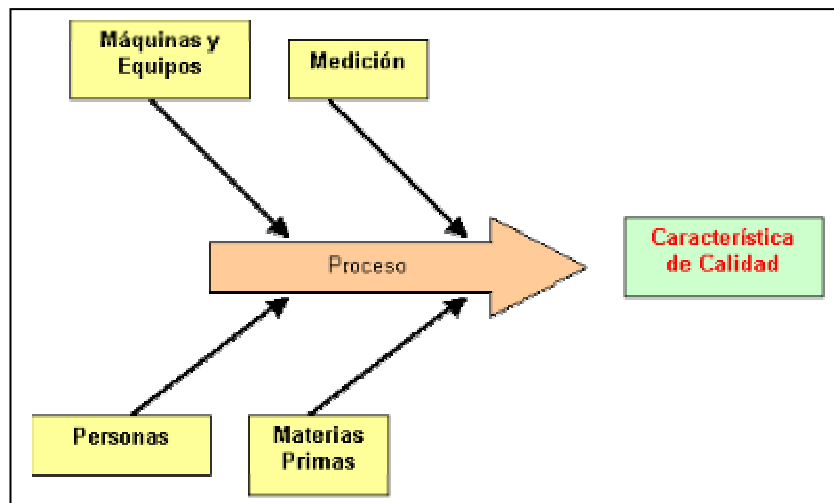 Máquinas y
Equipos
Medición
Proceso
Característica
de Calidad
Personas
Materias
Primas